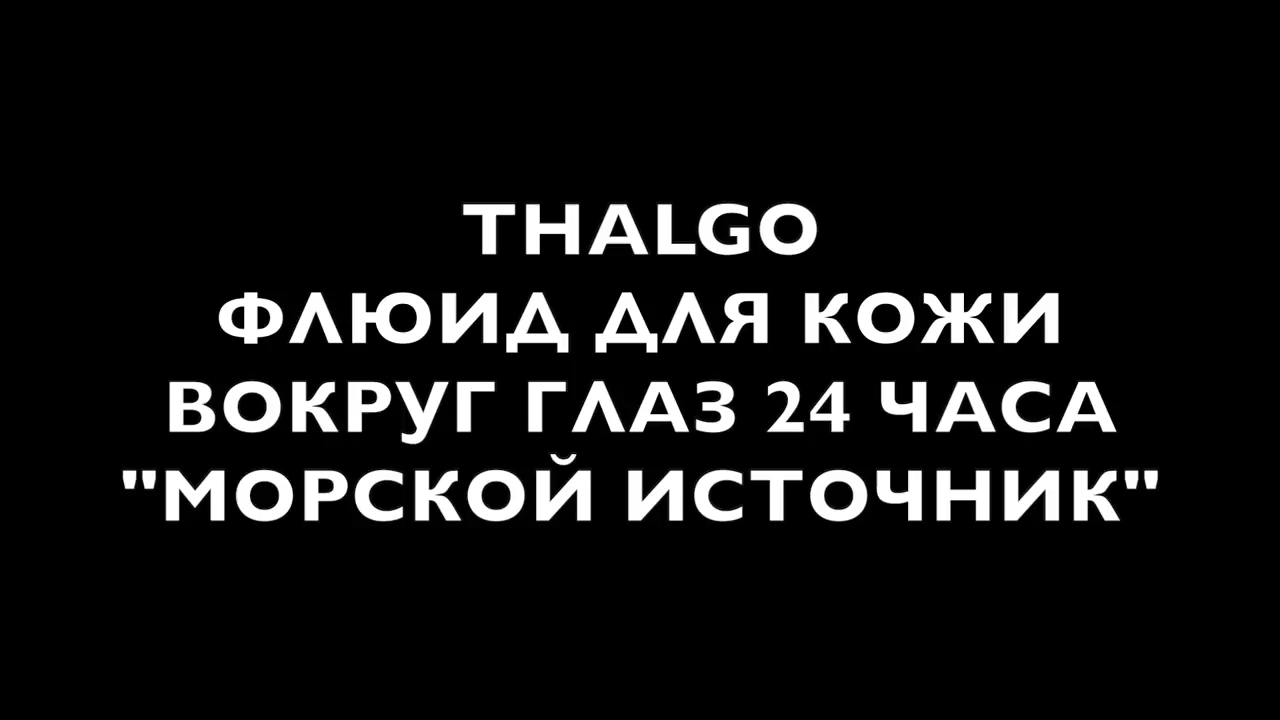 THALGO
ФЛЮИД ДЛЯ КОЖИ
ВОКРУГ ГЛАЗ 24 ЧАСА
"МОРСКОЙ ИСТОЧНИК"